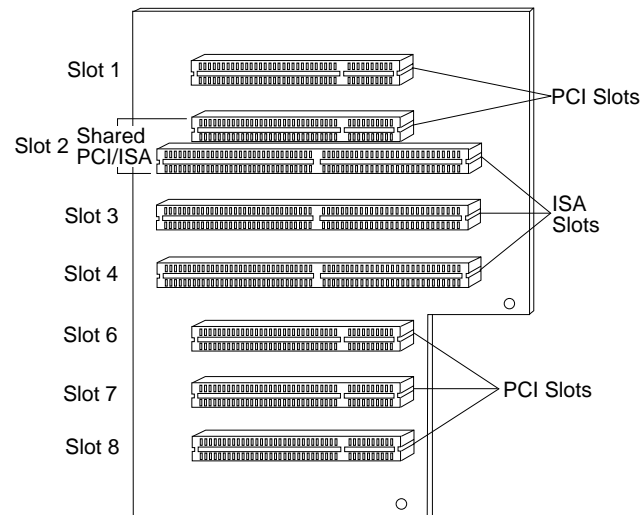 Slot 1
PCI Slots
Slot 2
Shared
PCI/ISA
Slot 3
ISA
Slots
Slot 4
Slot 6
Slot 7
PCI Slots
Slot 8